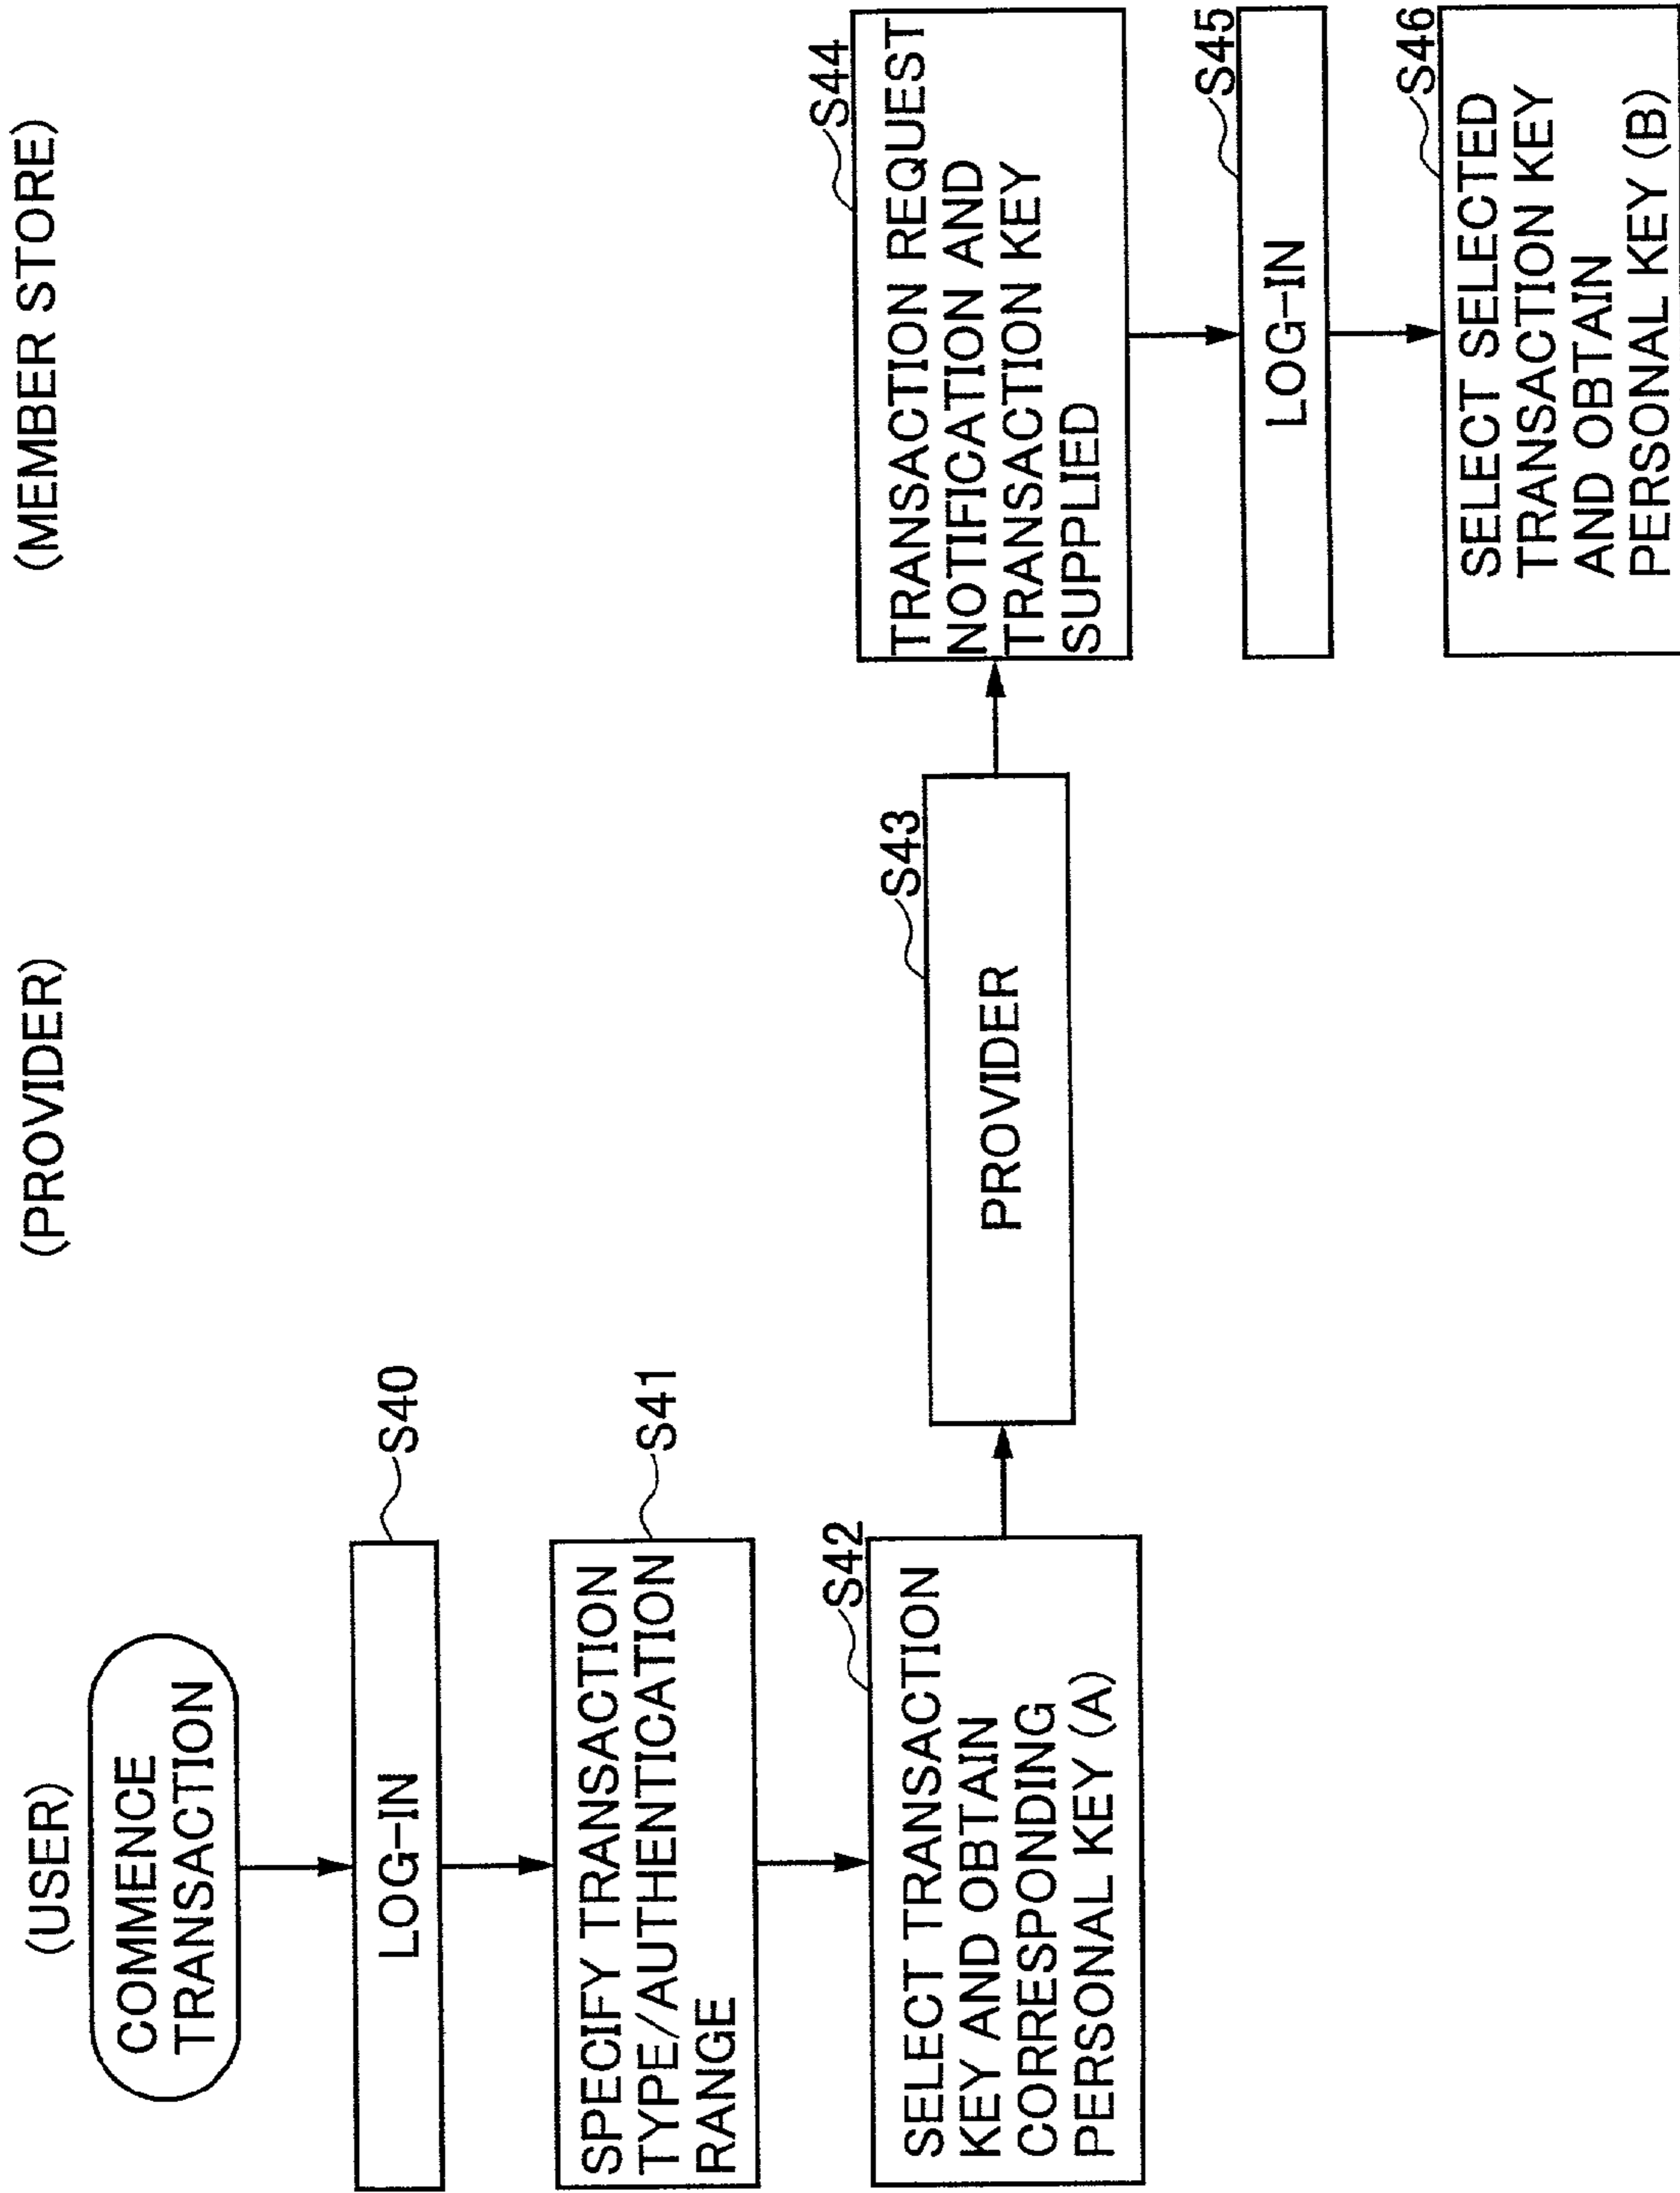 (USER)
(PROVIDER)
(MEMBER STORE)
COMMENCE
TRANSACTION
LOG-IN
S40
SPECIFY TRANSACTION
TYPE/AUTHENTICATION
RANGE
S41
S42
SELECT TRANSACTION
KEY AND OBTAIN
CORRESPONDING
PERSONAL KEY (A)
S43
PROVIDER
S44
TRANSACTION REQUEST
NOTIFICATION AND
TRANSACTION KEY
SUPPLIED
S45
LOG-IN
S46
SELECT SELECTED
TRANSACTION KEY
AND OBTAIN
PERSONAL KEY (B)